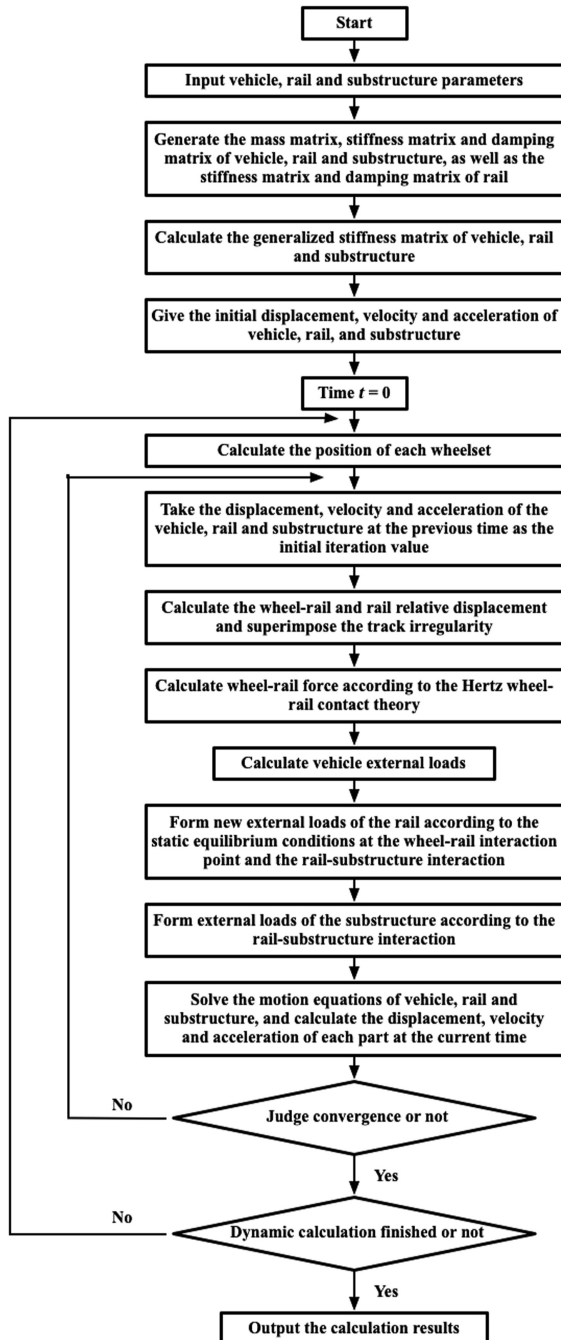 Start
Input vehicle, rail and substructure parameters
Generate the mass matrix, stiffness matrix and damping
matrix of vehicle, rail and substructure, as well as the
stiffness matrix and damping matrix of rail
Calculate the generalized stiffness matrix of vehicle, rail
and substructure
Give the initial displacement, velocity and acceleration of
vehicle, rail, and substructure
Time t = 0
Calculate the position of each wheelset
Take the displacement, velocity and acceleration of the
vehicle, rail and substructure at the previous time as the
initial iteration value
Calculate the wheel-rail and rail relative displacement
and superimpose the track irregularity
Calculate wheel-rail force according to the Hertz wheel-
rail contact theory
Calculate vehicle external loads
Form new external loads of the rail according to the
static equilibrium conditions at the wheel-rail interaction
point and the rail-substructure interaction
Form external loads of the substructure according to the
rail-substructure interaction
Solve the motion equations of vehicle, rail and
substructure, and calculate the displacement, velocity
and acceleration of each part at the current time
No
Judge convergence or not
Yes
No
Dynamic calculation finished or not
Yes
Output the calculation results